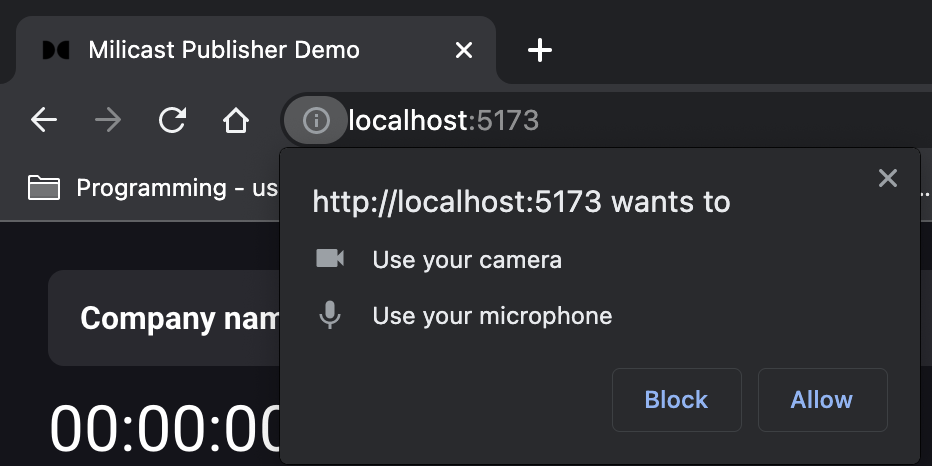 Milicast Publisher Demo
localhost:5173
Programming - us
http://localhost:5173 wants to
Use your camera
Use your microphone
Company nam
Block Allow
00:00:00